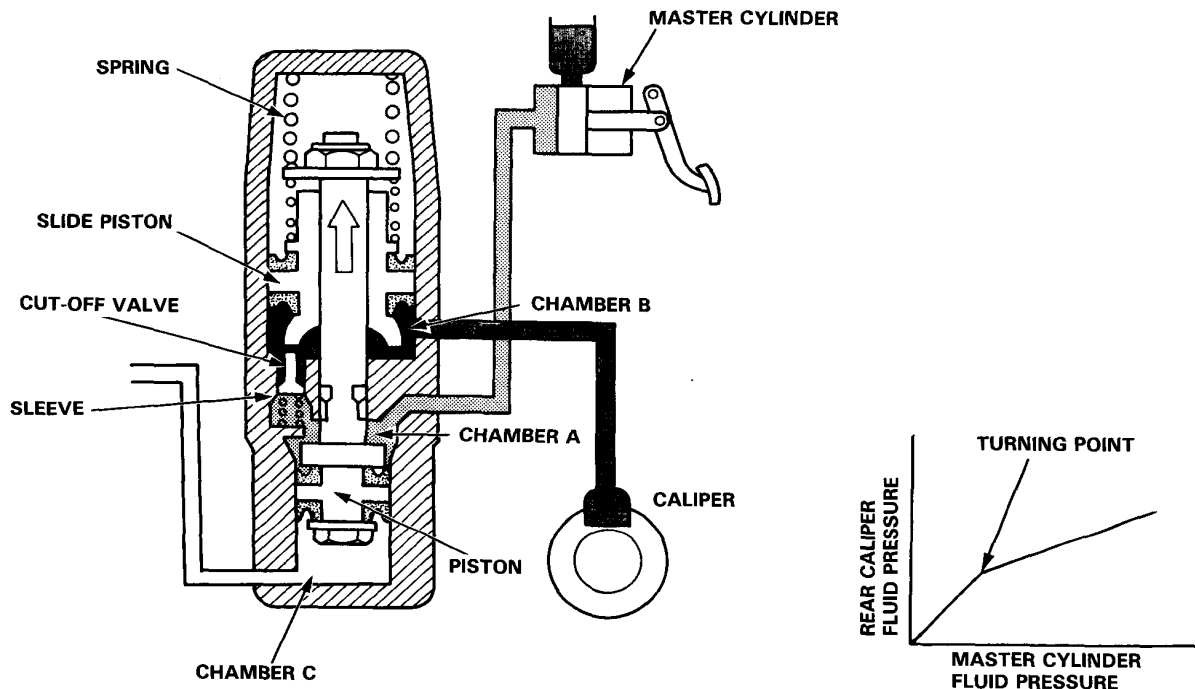 MASTER CYLINDER
SPRING
SLIDE PISTON
CUT-OFF VALVE
CHAMBER B
SLEEVE
CHAMBER A
CALIPER
PISTON
CHAMBER C
TURNING POINT
REAR CALIPER
FLUID PRESSURE
MASTER CYLINDER
FLUID PRESSURE